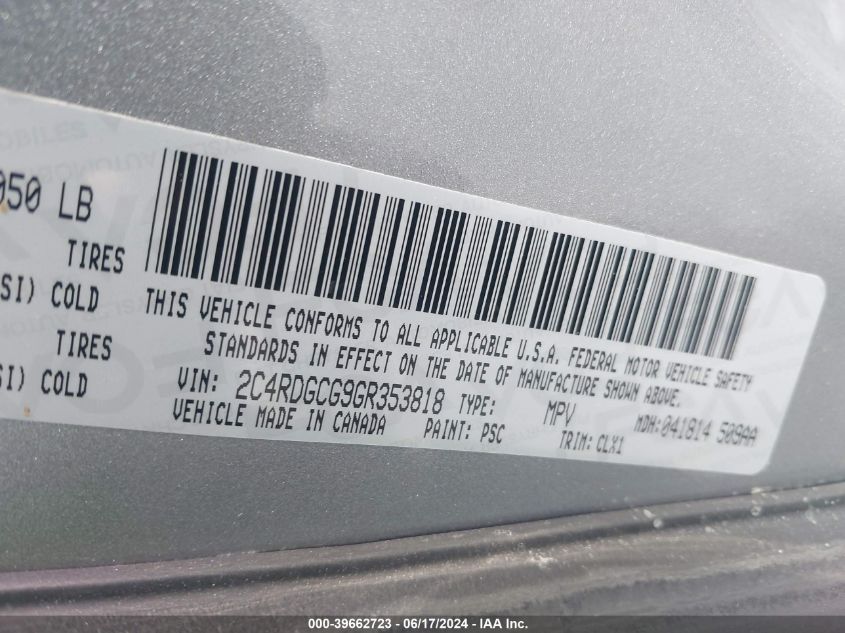 050 LB
TIRES
SI) COLD
TIRES
SI) COLD
THIS VEHICLE CONFORMS TO ALL APPLICABLE U.S.A. FEDERAL MOTOR VEHICLE SAFETY
STANDARDS IN EFFECT ON THE DATE OF MANUFACTURE SHOWN ABOVE.
VIN: 2C4RDGCG9GR353818 TYPE: MPV MDH:041814 509AA
VEHICLE MADE IN CANADA PAINT: PSC TRIM: CLX1
000-39662723 - 06/17/2024 - IAA Inc.